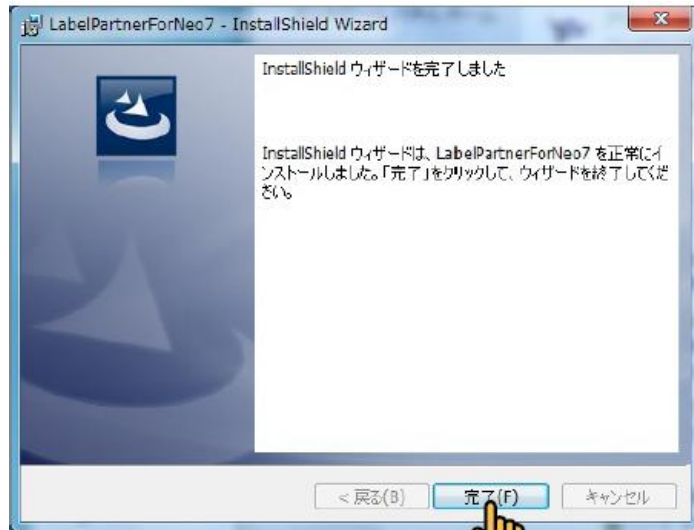 LabelPartnerForNeo7 - InstallShield Wizard
InstallShield ウィザードを完了しました
InstallShield ウィザードは、LabelPartnerForNeo7 を正常にイ
ンストールしました。「完了」をクリックして、ウィザードを終了してくだ
さい。
< 戻る(B)
完了(F)
キャンセル